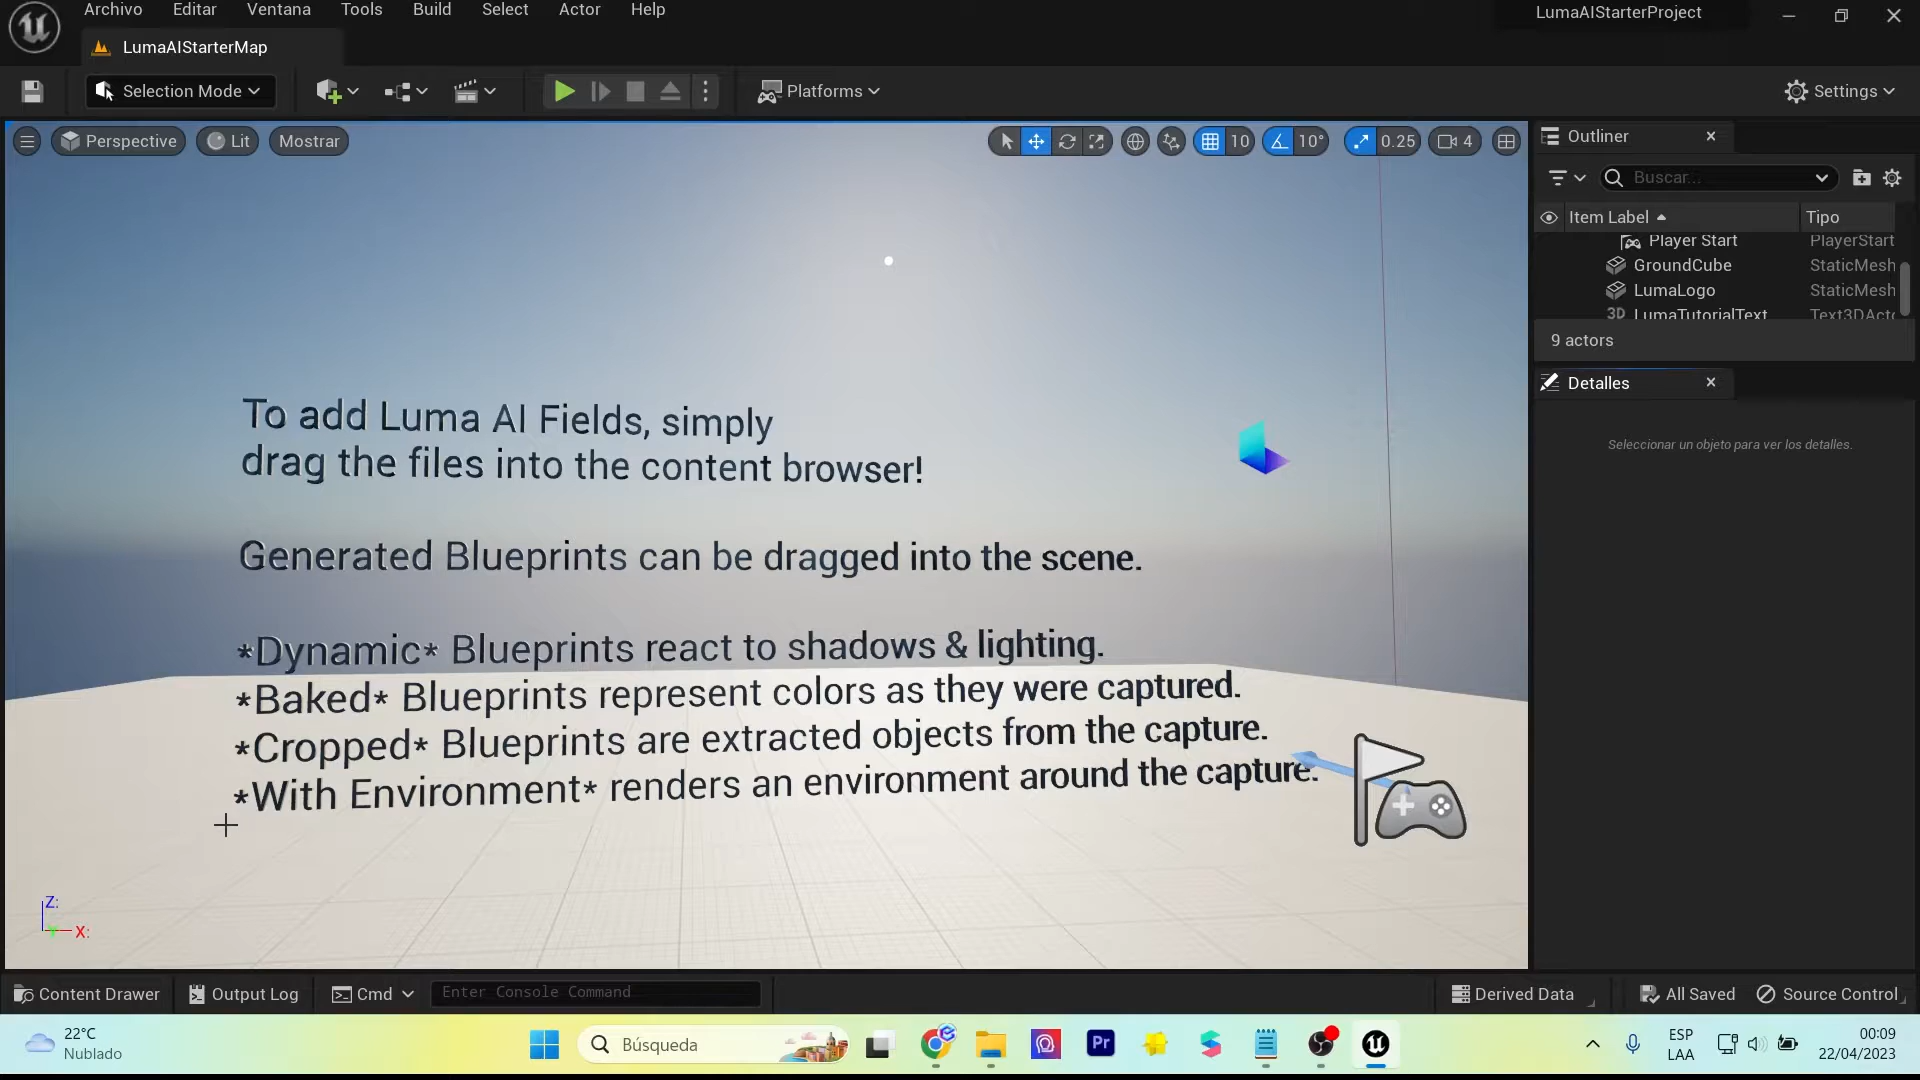 Archivo Editar Ventana Tools Build Select Actor Help LumaAIStarterProject
LumaAIStarterMap
Selection Mode Platforms Settings
Perspective Lit Mostrar 10 10° 0.25 4
Outliner
Buscar...
Item Label Tipo
Player Start PlayerStart
GroundCube StaticMesh
LumaLogo StaticMesh
LumaTutorialText Text3DActo
9 actors
Detalles
Seleccionar un objeto para ver los detalles.
To add Luma AI Fields, simply
drag the files into the content browser!
Generated Blueprints can be dragged into the scene.
*Dynamic* Blueprints react to shadows & lighting.
*Baked* Blueprints represent colors as they were captured.
*Cropped* Blueprints are extracted objects from the capture.
*With Environment* renders an environment around the capture.
Z:
Y X:
Content Drawer Output Log Cmd Enter Console Command Derived Data All Saved Source Control
22°C
Nublado
Búsqueda
Pr
ESP
LAA
00:09
22/04/2023